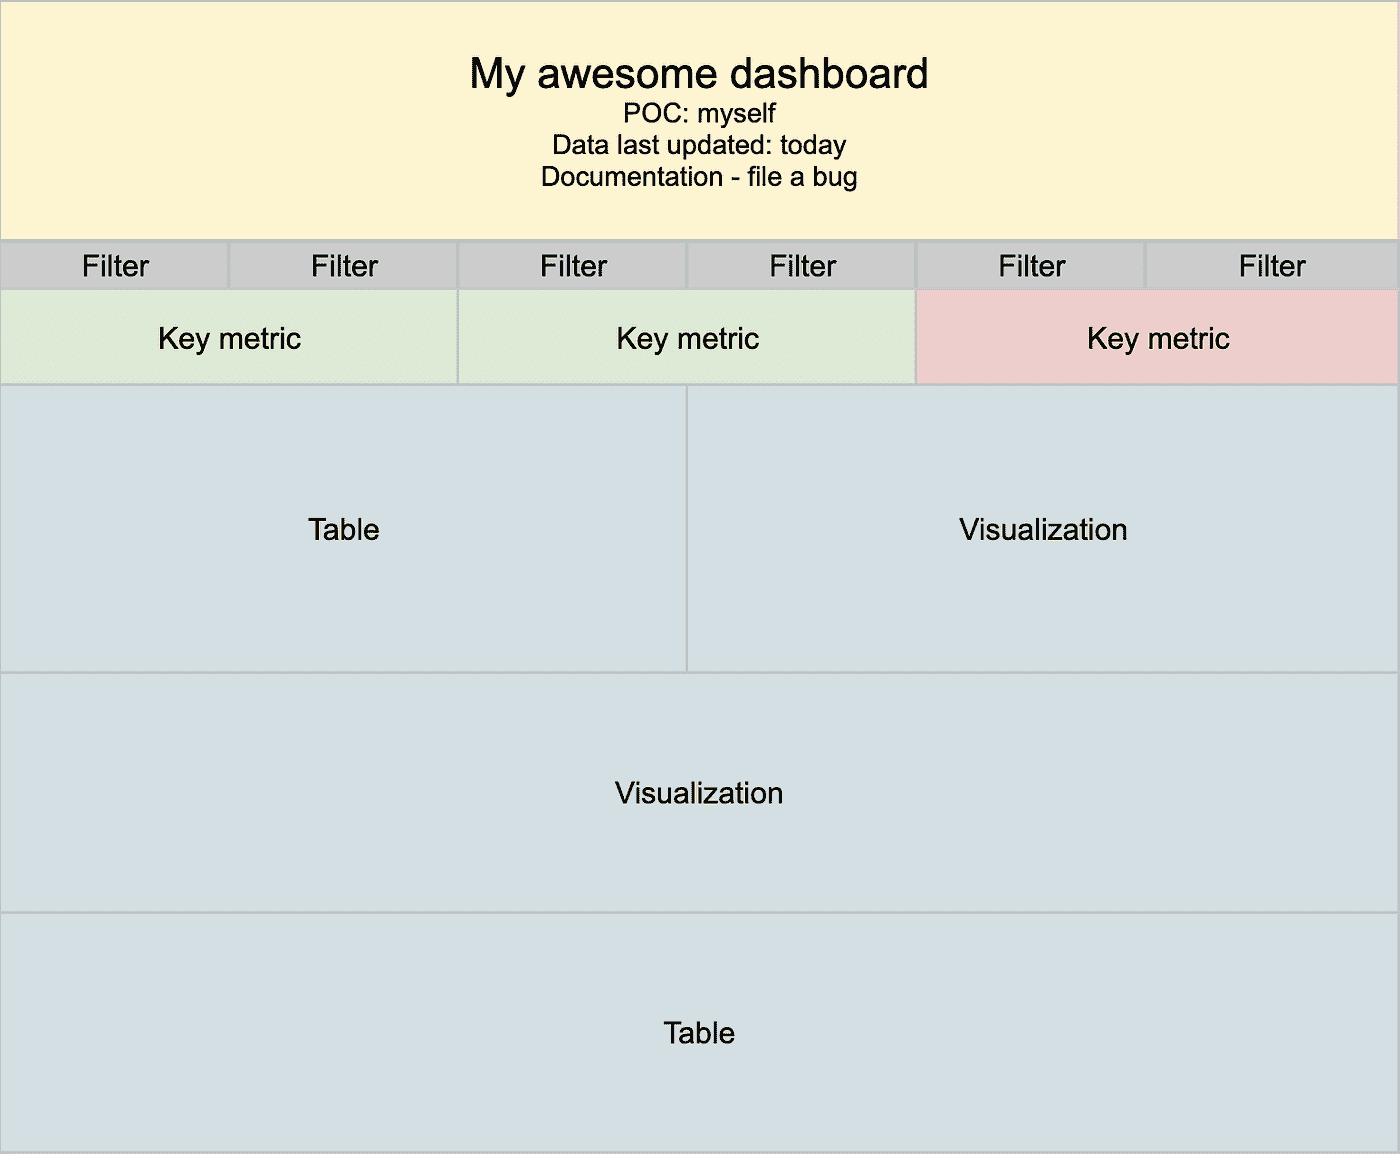 My awesome dashboard
POC: myself
Data last updated: today
Documentation - file a bug
Filter Filter Filter Filter Filter Filter
Key metric Key metric Key metric
Table Visualization
Visualization
Table